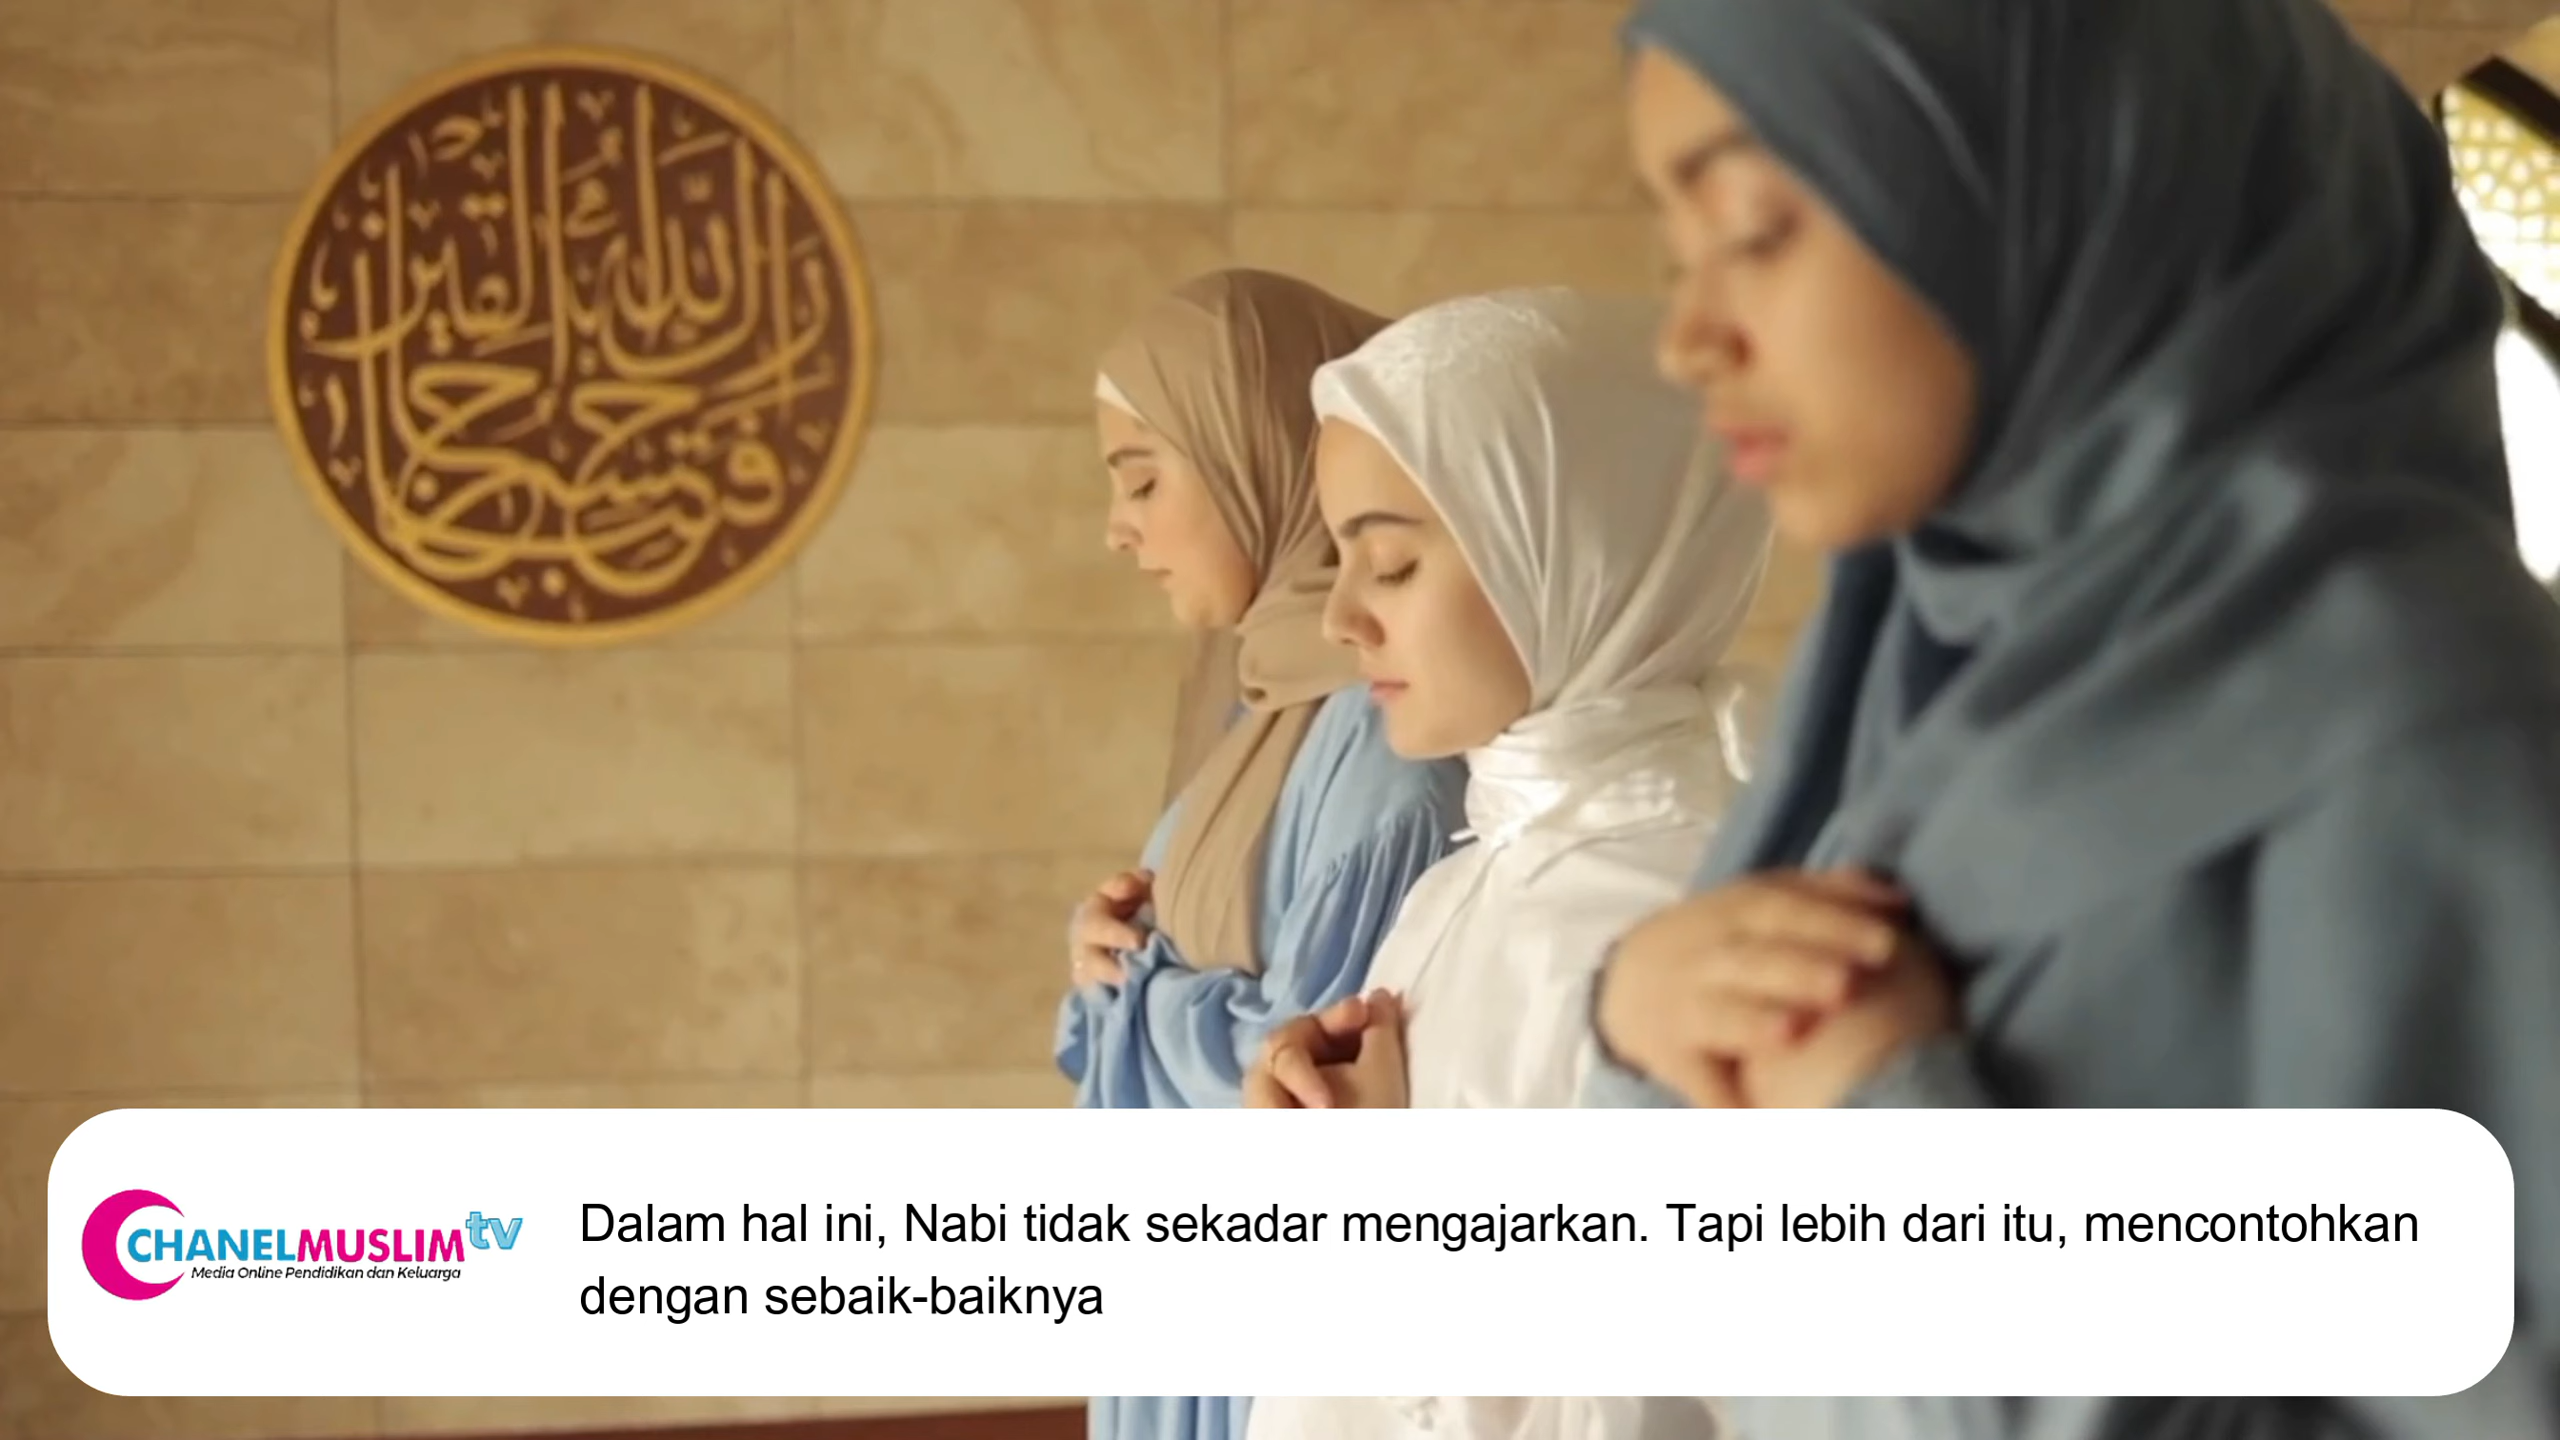 CHANELMUSLIM tv
Media Online Pendidikan dan Keluarga
Dalam hal ini, Nabi tidak sekadar mengajarkan. Tapi lebih dari itu, mencontohkan
dengan sebaik-baiknya